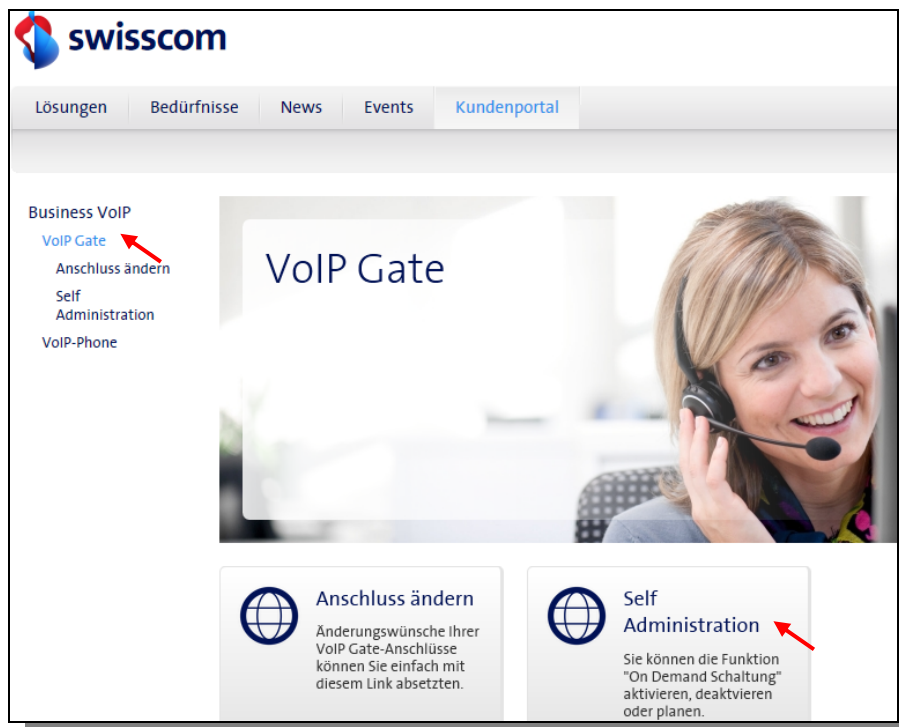 swisscom
Lösungen Bedürfnisse News Events Kundenportal
Business VoIP
VoIP Gate
Anschluss ändern
Self
Administration
VoIP-Phone
VoIP Gate
Anschluss ändern
Änderungswünsche Ihrer
VoIP Gate-Anschlüsse
können Sie einfach mit
diesem Link absetzten.
Self
Administration
Sie können die Funktion
"On Demand Schaltung"
aktivieren, deaktvieren
oder planen.